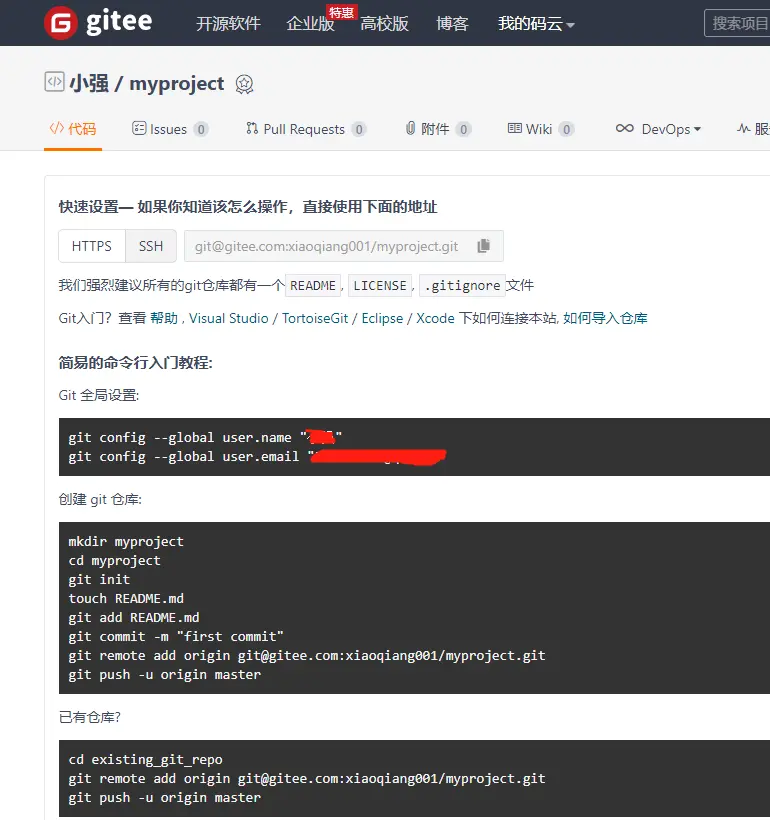 gitee 开源软件 企业版 特惠 高校版 博客 我的码云 搜索项目
小强 / myproject
代码 Issues 0 Pull Requests 0 附件 0 Wiki 0 DevOps
快速设置— 如果你知道该怎么操作，直接使用下面的地址
HTTPS SSH git@gitee.com:xiaoqiang001/myproject.git
我们强烈建议所有的git仓库都有一个 README , LICENSE , .gitignore 文件
Git入门？查看 帮助 , Visual Studio / TortoiseGit / Eclipse / Xcode 下如何连接本站, 如何导入仓库
简易的命令行入门教程:
Git 全局设置:
git config --global user.name " "
git config --global user.email "
创建 git 仓库:
mkdir myproject
cd myproject
git init
touch README.md
git add README.md
git commit -m "first commit"
git remote add origin git@gitee.com:xiaoqiang001/myproject.git
git push -u origin master
已有仓库?
cd existing_git_repo
git remote add origin git@gitee.com:xiaoqiang001/myproject.git
git push -u origin master